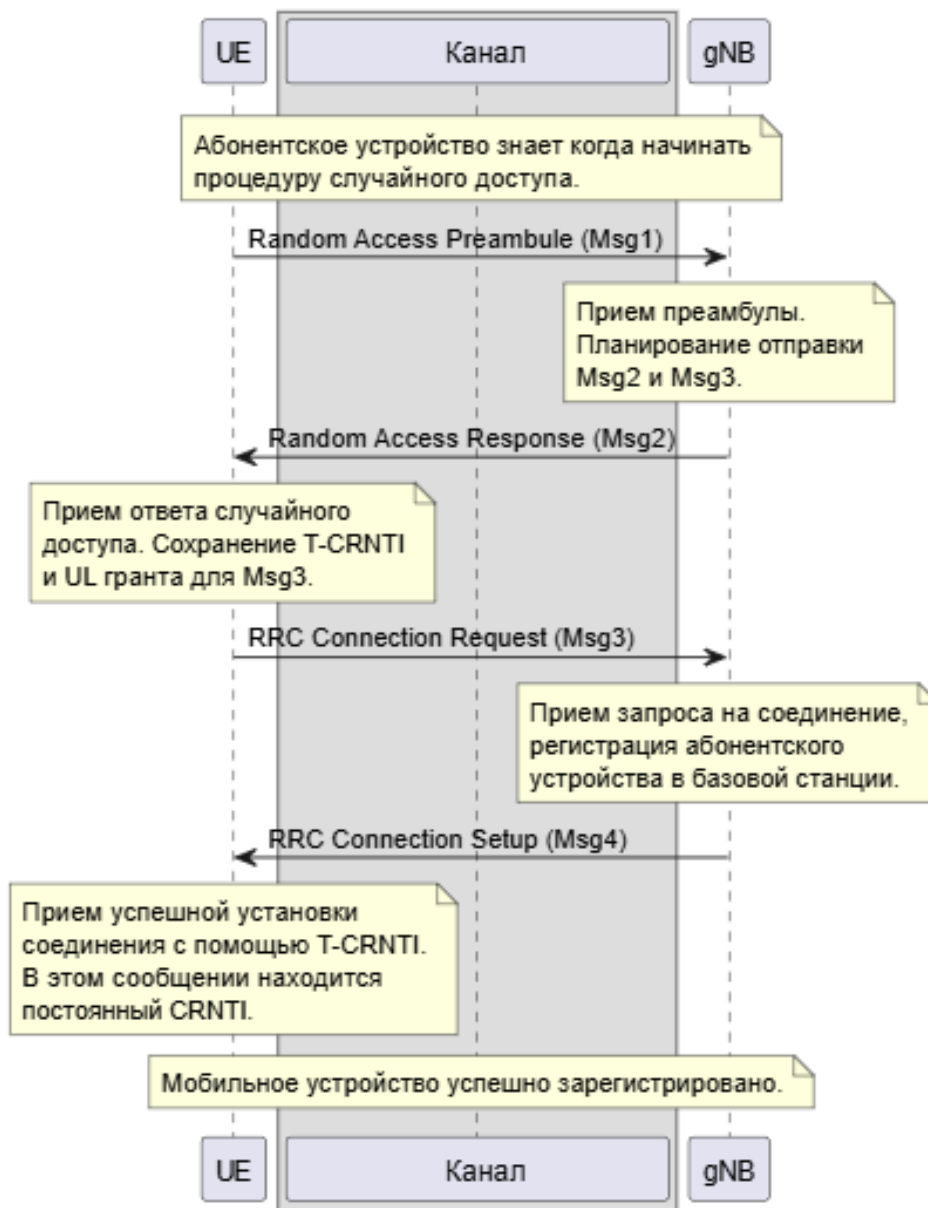 UE
Канал
gNB
Абонентское устройство знает когда начинать
процедуру случайного доступа.
Random Access Preambule (Msg1)
Прием преамбулы.
Планирование отправки
Msg2 и Msg3.
Random Access Response (Msg2)
Прием ответа случайного
доступа. Сохранение T-CRNTI
и UL гранта для Msg3.
RRC Connection Request (Msg3)
Прием запроса на соединение,
регистрация абонентского
устройства в базовой станции.
RRC Connection Setup (Msg4)
Прием успешной установки
соединения с помощью T-CRNTI.
В этом сообщении находится
постоянный CRNTI.
Мобильное устройство успешно зарегистрировано.
UE
Канал
gNB